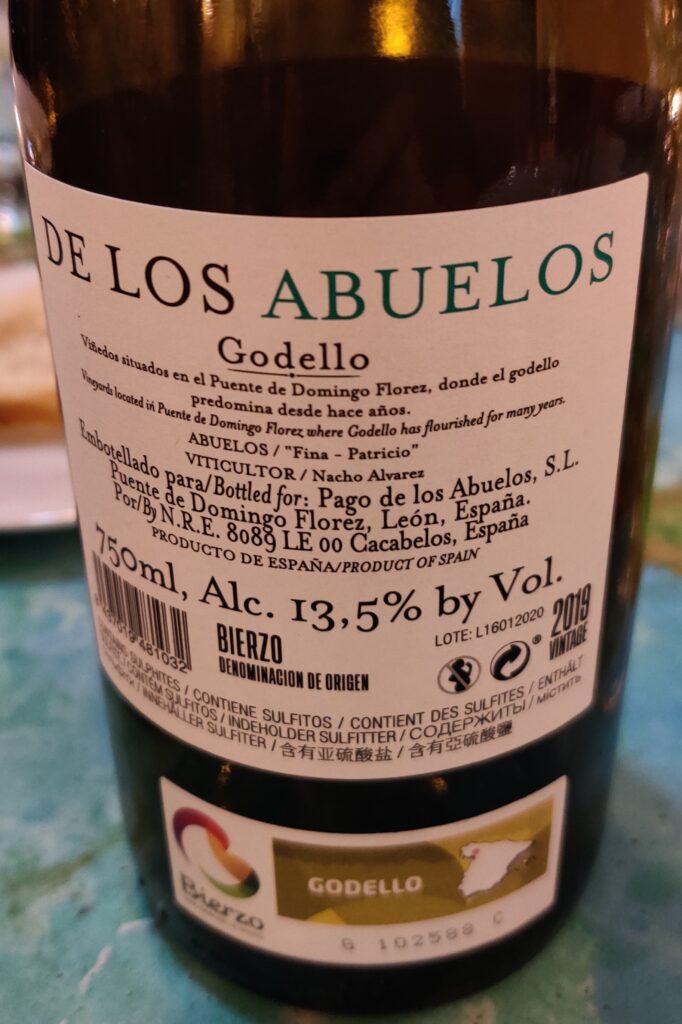 DE LOS ABUELOS
Godello
Viñedos situados en el Puente de Domingo Florez, donde el godello
predomina desde hace años.
Vineyards located in Puente de Domingo Florez where Godello has flourished for many years.
ABUELOS / "Fina - Patricio"
VITICULTOR / Nacho Alvarez
Embotellado para/Bottled for: Pago de los Abuelos, S.L.
Puente de Domingo Florez, León, España.
Por/By N.R.E. 8089 LE 00 Cacabelos, España
PRODUCTO DE ESPAÑA/PRODUCT OF SPAIN
750ml, Alc. 13,5% by Vol.
481032
BIERZO
DENOMINACION DE ORIGEN
LOTE: L16012020
2019
VINTAGE
SULPHITES / CONTIENE SULFITOS / CONTIENT DES SULFITES / ENTHÄLT
SULFITOS / INDEHOLDER SULFITTER / СОДЕРЖИТЫ / містить
INNEHÅLLER SULFITER / 含有亚硫酸盐 / 含有亞硫酸鹽
Bierzo
GODELLO
G 102588 C